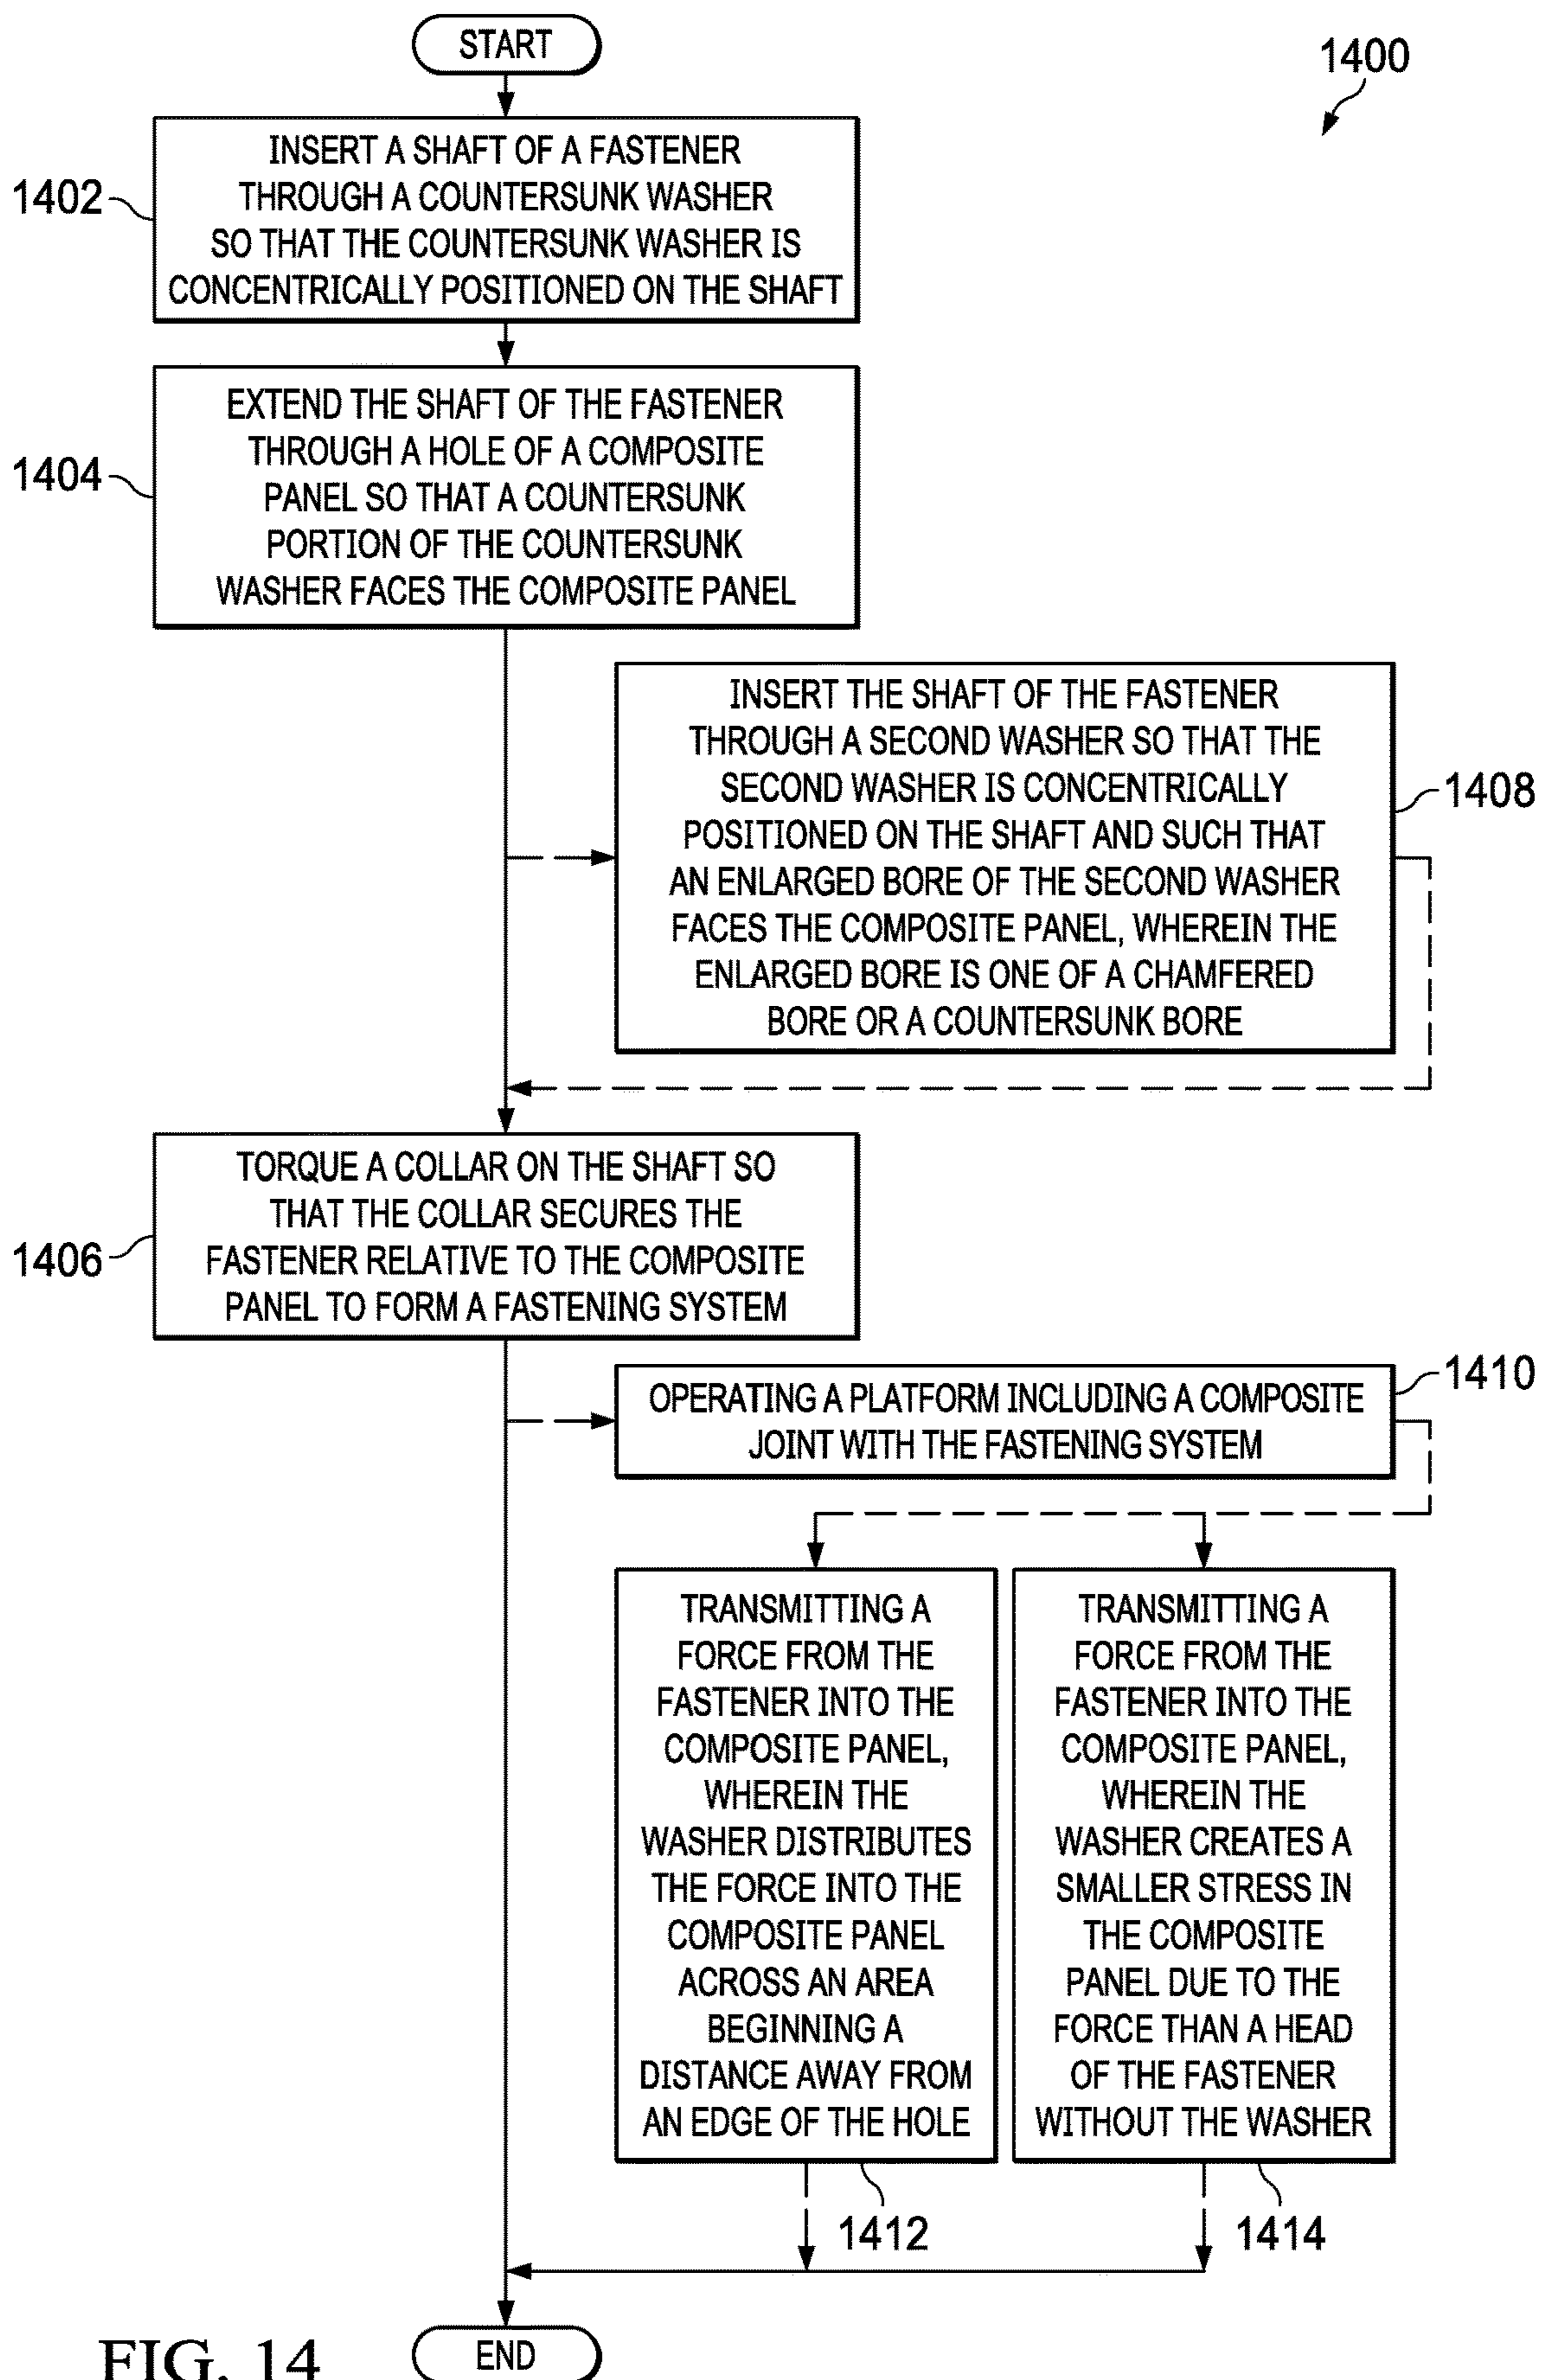 START
1400
INSERT A SHAFT OF A FASTENER
THROUGH A COUNTERSUNK WASHER
SO THAT THE COUNTERSUNK WASHER IS
CONCENTRICALLY POSITIONED ON THE SHAFT
1402
EXTEND THE SHAFT OF THE FASTENER
THROUGH A HOLE OF A COMPOSITE
PANEL SO THAT A COUNTERSUNK
PORTION OF THE COUNTERSUNK
WASHER FACES THE COMPOSITE PANEL
1404
INSERT THE SHAFT OF THE FASTENER
THROUGH A SECOND WASHER SO THAT THE
SECOND WASHER IS CONCENTRICALLY
POSITIONED ON THE SHAFT AND SUCH THAT
AN ENLARGED BORE OF THE SECOND WASHER
FACES THE COMPOSITE PANEL, WHEREIN THE
ENLARGED BORE IS ONE OF A CHAMFERED
BORE OR A COUNTERSUNK BORE
1408
TORQUE A COLLAR ON THE SHAFT SO
THAT THE COLLAR SECURES THE
FASTENER RELATIVE TO THE COMPOSITE
PANEL TO FORM A FASTENING SYSTEM
1406
OPERATING A PLATFORM INCLUDING A COMPOSITE
JOINT WITH THE FASTENING SYSTEM
1410
TRANSMITTING A
FORCE FROM THE
FASTENER INTO THE
COMPOSITE PANEL,
WHEREIN THE
WASHER DISTRIBUTES
THE FORCE INTO THE
COMPOSITE PANEL
ACROSS AN AREA
BEGINNING A
DISTANCE AWAY FROM
AN EDGE OF THE HOLE
1412
TRANSMITTING A
FORCE FROM THE
FASTENER INTO THE
COMPOSITE PANEL,
WHEREIN THE
WASHER CREATES A
SMALLER STRESS IN
THE COMPOSITE
PANEL DUE TO THE
FORCE THAN A HEAD
OF THE FASTENER
WITHOUT THE WASHER
1414
END
FIG. 14